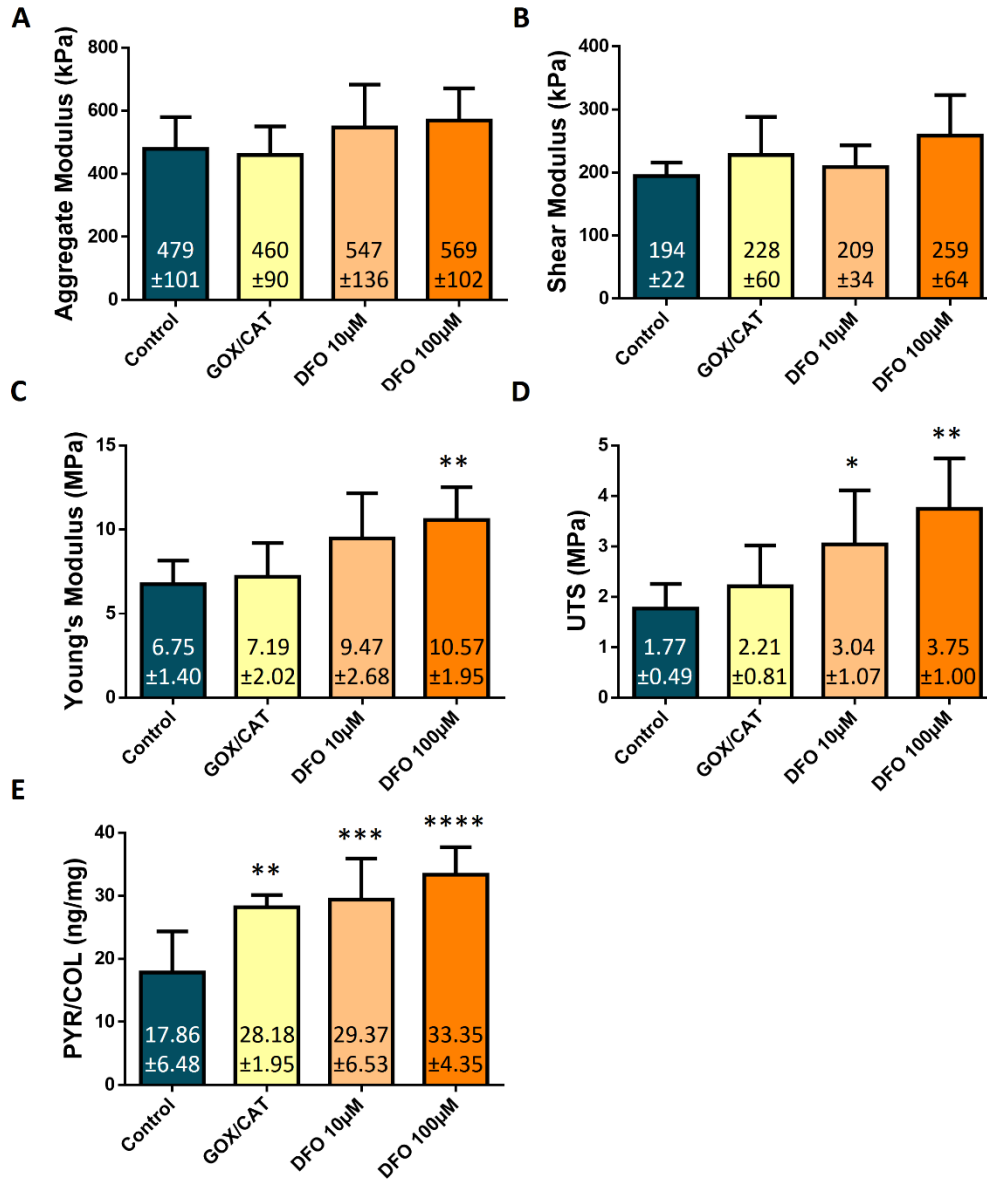 A
Aggregate Modulus (kPa)
800
600
400
200
0
479
±101
460
±90
547
±136
569
±102
Control
GOX/CAT
DFO 10µM
DFO 100µM
B
Shear Modulus (kPa)
400
300
200
100
0
194
±22
228
±60
209
±34
259
±64
Control
GOX/CAT
DFO 10µM
DFO 100µM
C
Young's Modulus (MPa)
15
10
5
0
**
6.75
±1.40
7.19
±2.02
9.47
±2.68
10.57
±1.95
Control
GOX/CAT
DFO 10µM
DFO 100µM
D
UTS (MPa)
5
4
3
2
1
0
*
**
1.77
±0.49
2.21
±0.81
3.04
±1.07
3.75
±1.00
Control
GOX/CAT
DFO 10µM
DFO 100µM
E
PYR/COL (ng/mg)
40
30
20
10
0
**
***
****
17.86
±6.48
28.18
±1.95
29.37
±6.53
33.35
±4.35
Control
GOX/CAT
DFO 10µM
DFO 100µM